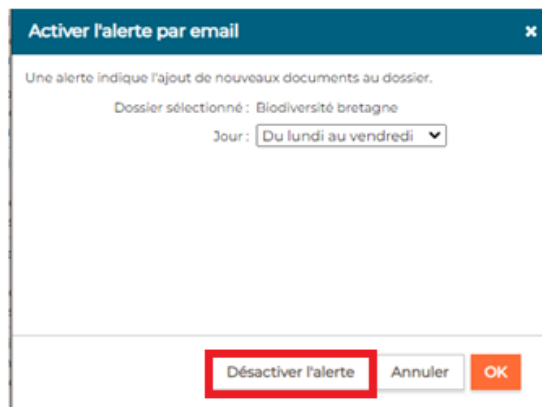 Activer l'alerte par email
Une alerte indique l'ajout de nouveaux documents au dossier.
Dossier sélectionné : Biodiversité bretagne
Jour : Du lundi au vendredi
Désactiver l'alerte Annuler OK